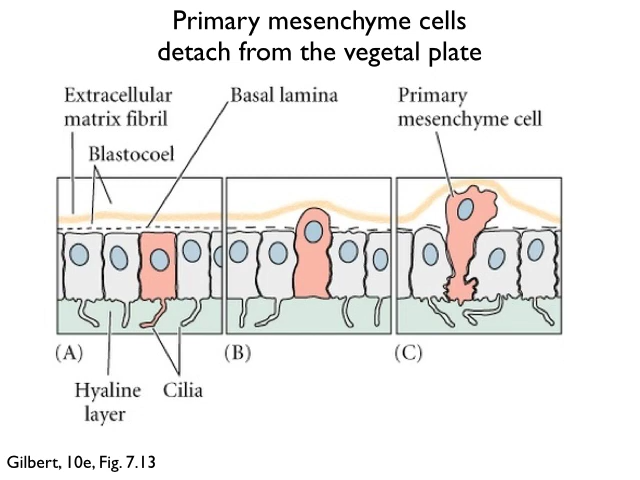 Primary mesenchyme cells
detach from the vegetal plate
Extracellular
matrix fibril
Basal lamina
Primary
mesenchyme cell
Blastocoel
(A)
(B)
(C)
Hyaline
layer
Cilia
Gilbert, 10e, Fig. 7.13